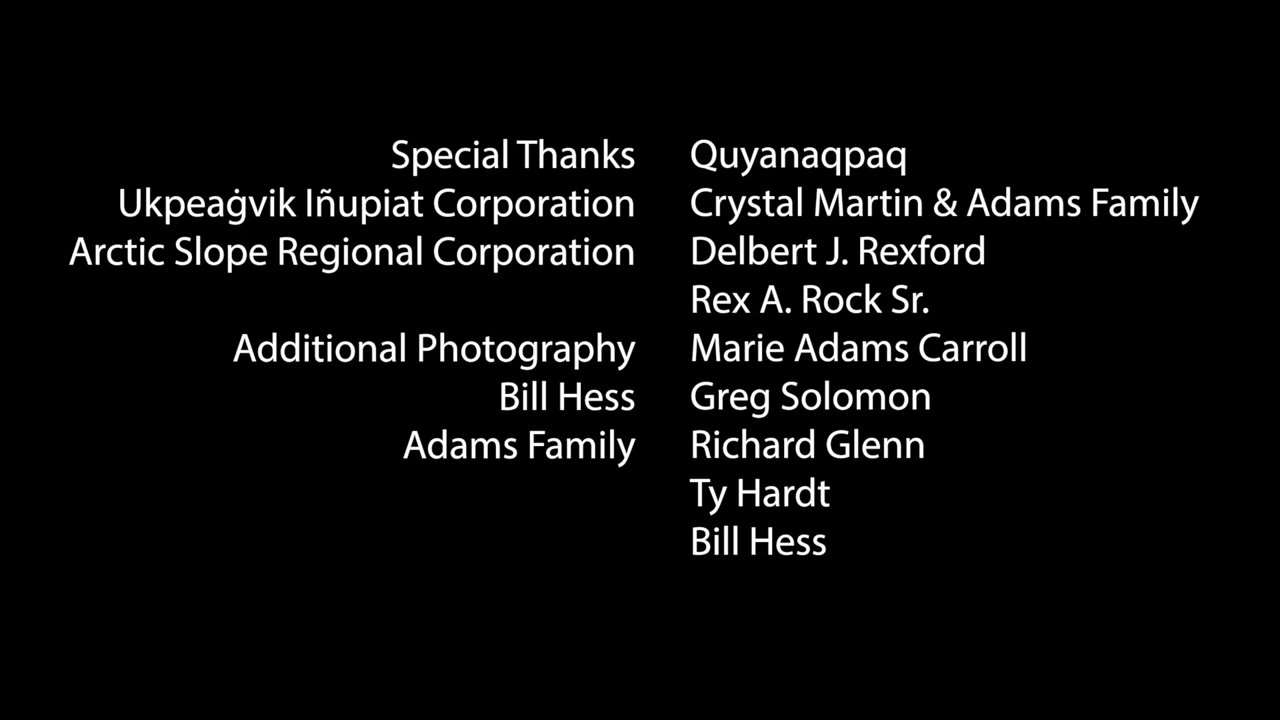 Special Thanks
Ukpeaġvik Iñupiat Corporation
Arctic Slope Regional Corporation
Additional Photography
Bill Hess
Adams Family
Quyanaqpaq
Crystal Martin & Adams Family
Delbert J. Rexford
Rex A. Rock Sr.
Marie Adams Carroll
Greg Solomon
Richard Glenn
Ty Hardt
Bill Hess